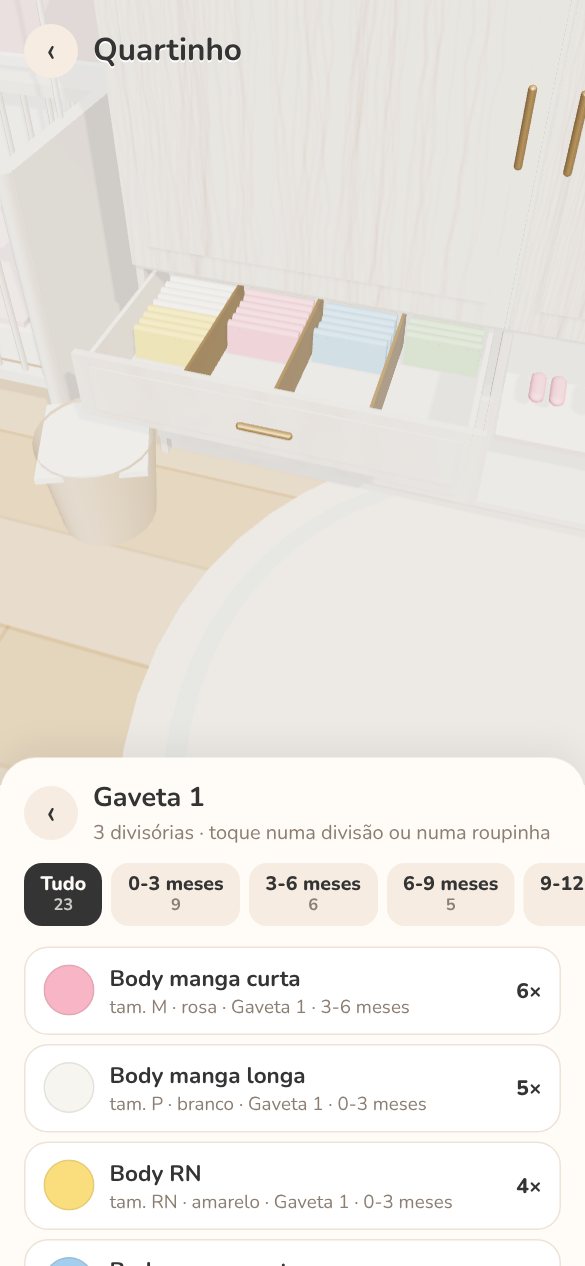 ‹ Quartinho
‹ Gaveta 1
3 divisórias · toque numa divisão ou numa roupinha
Tudo 0-3 meses 3-6 meses 6-9 meses 9-12
23 9 6 5
Body manga curta
tam. M · rosa · Gaveta 1 · 3-6 meses
6×
Body manga longa
tam. P · branco · Gaveta 1 · 0-3 meses
5×
Body RN
tam. RN · amarelo · Gaveta 1 · 0-3 meses
4×